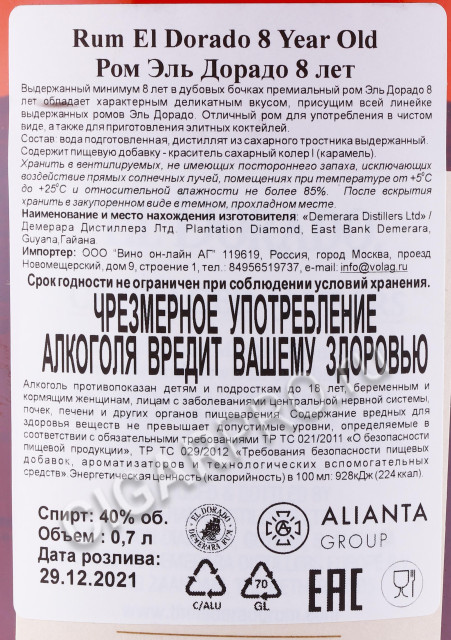 Rum El Dorado 8 Year Old
Ром Эль Дорадо 8 лет
Выдержанный минимум 8 лет в дубовых бочках премиальный ром Эль Дорадо 8
лет обладает характерным деликатным вкусом, присущим всей линейке
выдержанных ромов Эль Дорадо. Отличный ром для употребления в чистом
виде, а также для приготовления элитных коктейлей.
Состав: вода подготовленная, дистиллят из сахарного тростника выдержанный.
Содержит пищевую добавку - краситель сахарный колер I (карамель).
Хранить в вентилируемых, не имеющих постороннего запаха, исключающих
воздействие прямых солнечных лучей, помещениях при температуре от +5°C
до +25°C и относительной влажности не более 85%. После вскрытия
хранить в закупоренном виде в темном, прохладном месте.
Наименование и место нахождения изготовителя: «Demerara Distillers Ltd» /
Демерара Дистиллерз Лтд. Plantation Diamond, East Bank Demerara,
Guyana,Гайана
Импортер: ООО "Вино он-лайн АГ" 119619, Россия, город Москва, проезд
Новомещерский, дом 9, строение 1, тел.: 84956519737, e-mail: info@volag.ru
Срок годности не ограничен при соблюдении условий хранения.
ЧРЕЗМЕРНОЕ УПОТРЕБЛЕНИЕ
АЛКОГОЛЯ ВРЕДИТ ВАШЕМУ ЗДОРОВЬЮ
Алкоголь противопоказан детям и подросткам до 18 лет, беременным и
кормящим женщинам, лицам с заболеваниями центральной нервной системы,
почек, печени и других органов пищеварения. Содержание вредных для
здоровья веществ не превышает допустимые уровни, определяемые в
соответствии с обязательными требованиями ТР ТС 021/2011 «О безопасности
пищевой продукции», ТР ТС 029/2012 «Требования безопасности пищевых
добавок, ароматизаторов и технологических вспомогательных
средств».Энергетическая ценность (калорийность) в 100 мл: 928кДж (224 ккал).
Спирт: 40% об.
Объем : 0,7 л
Дата розлива:
29.12.2021
EL DORADO
DEMERARA RUM
ALIANTA
GROUP
C/ALU
70
GL
EAC
CIGARPRO.RU